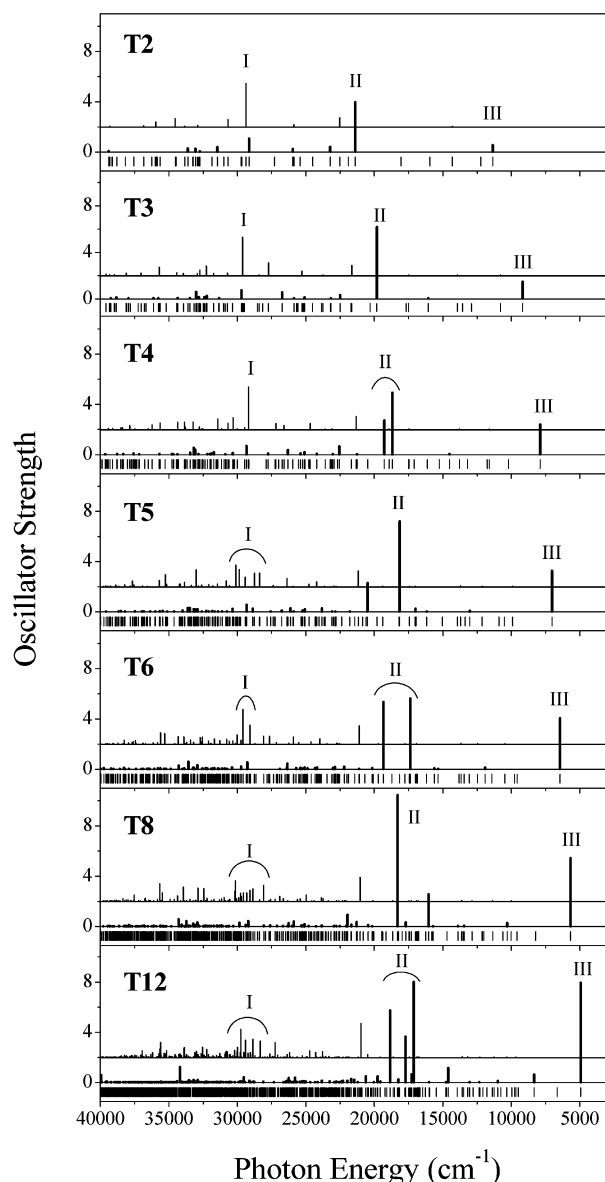 T2
I
II
III
8
4
0
T3
I
II
III
8
4
0
T4
I
II
III
8
4
0
T5
I
II
III
8
4
0
T6
I
II
III
8
4
0
T8
I
II
III
8
4
0
T12
I
II
III
8
4
0
40000 35000 30000 25000 20000 15000 10000 5000
Photon Energy (cm⁻¹)
Oscillator Strength